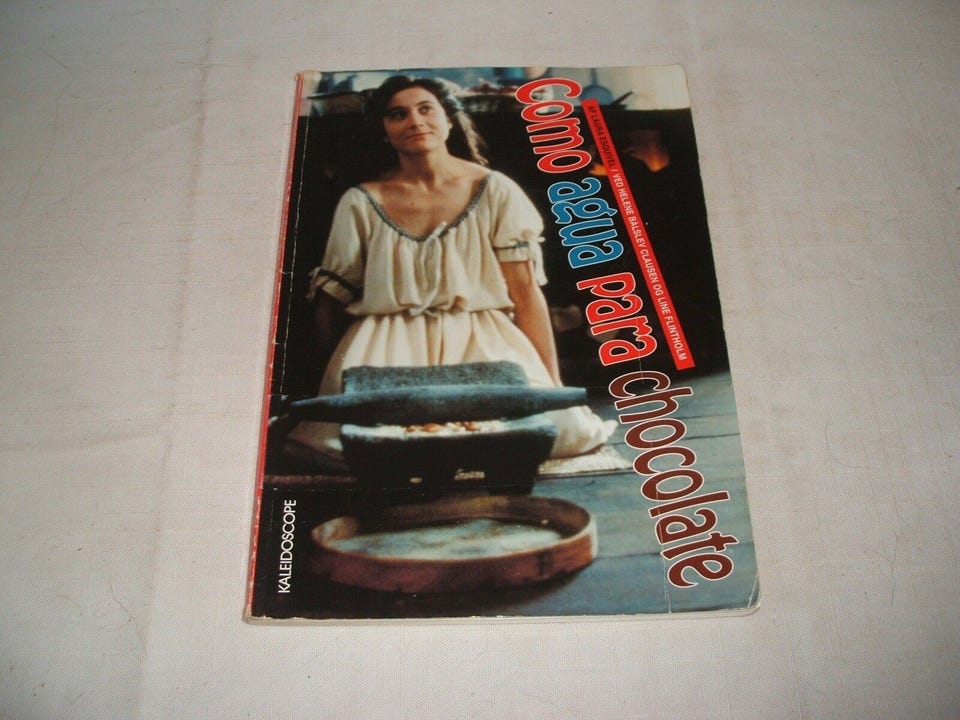 como agua para chocolate
AF LAURA ESQUIVEL / VED HELENE BALSLEV CLAUSEN OG LINE FLINTHOLM
KALEIDOSCOPE